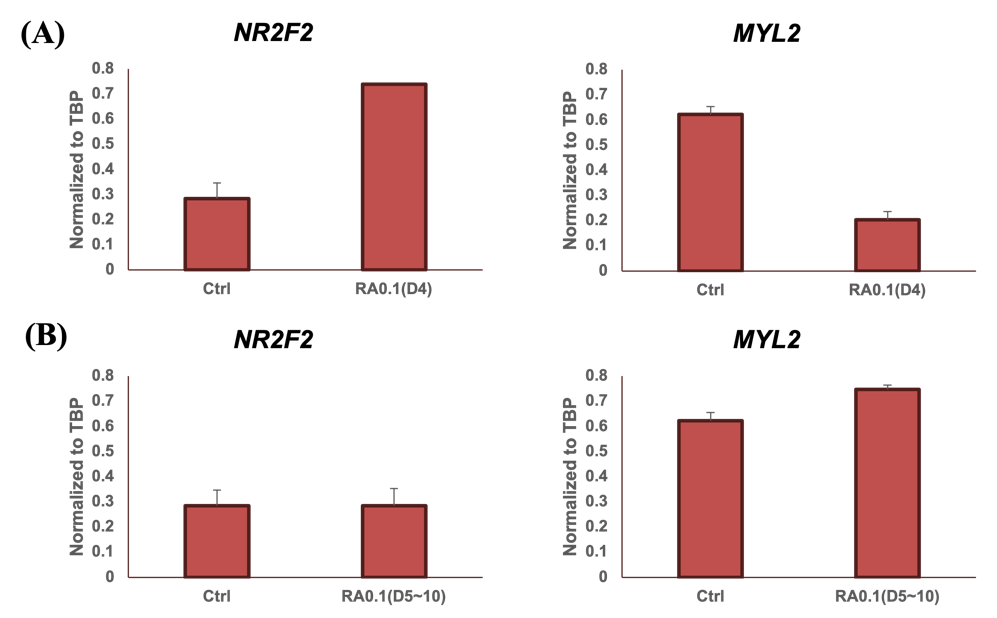 (A)
NR2F2
MYL2
Normalized to TBP
0.8
0.7
0.6
0.5
0.4
0.3
0.2
0.1
0
Ctrl
RA0.1(D4)
Normalized to TBP
0.8
0.7
0.6
0.5
0.4
0.3
0.2
0.1
0
Ctrl
RA0.1(D4)
(B)
NR2F2
MYL2
Normalized to TBP
0.8
0.7
0.6
0.5
0.4
0.3
0.2
0.1
0
Ctrl
RA0.1(D5~10)
Normalized to TBP
0.8
0.7
0.6
0.5
0.4
0.3
0.2
0.1
0
Ctrl
RA0.1(D5~10)